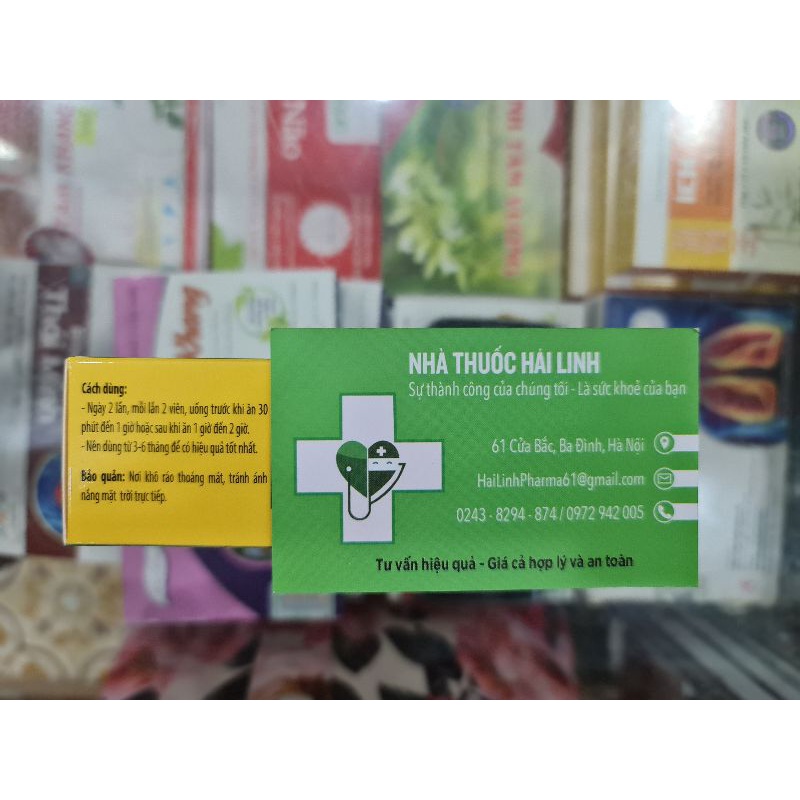 Não
Khang
Thái Minh
Cách dùng:
- Ngày 2 lần, mỗi lần 2 viên, uống trước khi ăn 30
phút đến 1 giờ hoặc sau khi ăn 1 giờ đến 2 giờ.
- Nên dùng từ 3-6 tháng để có hiệu quả tốt nhất.
Bảo quản: Nơi khô ráo thoáng mát, tránh ánh
nắng mặt trời trực tiếp.
NHÀ THUỐC HẢI LINH
Sự thành công của chúng tôi - Là sức khoẻ của bạn
61 Cửa Bắc, Ba Đình, Hà Nội
HaiLinhPharma61@gmail.com
0243 - 8294 - 874 / 0972 942 005
Tư vấn hiệu quả - Giá cả hợp lý và an toàn